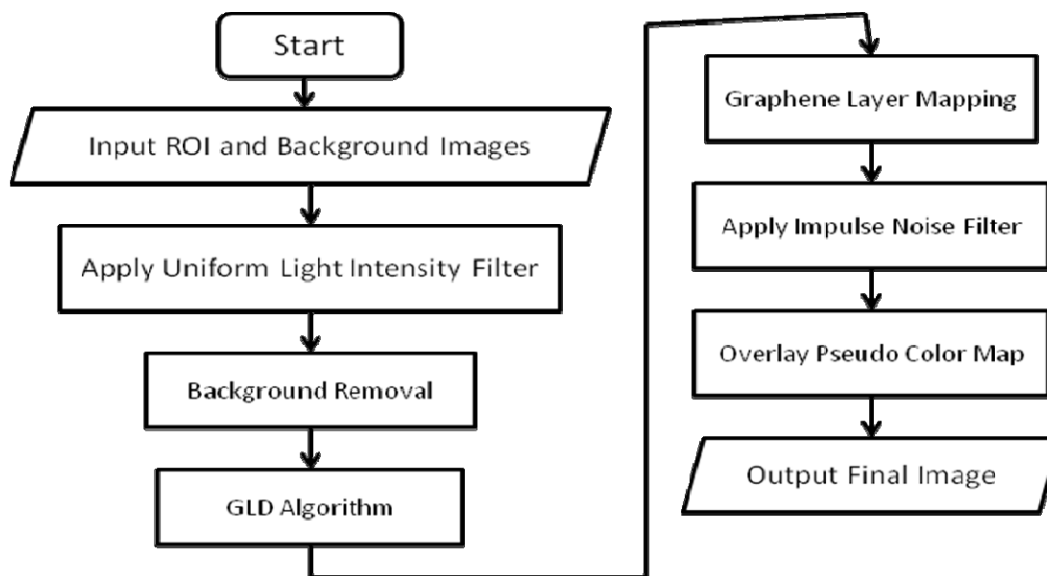 Start
Input ROI and Background Images
Apply Uniform Light Intensity Filter
Background Removal
GLD Algorithm
Graphene Layer Mapping
Apply Impulse Noise Filter
Overlay Pseudo Color Map
Output Final Image